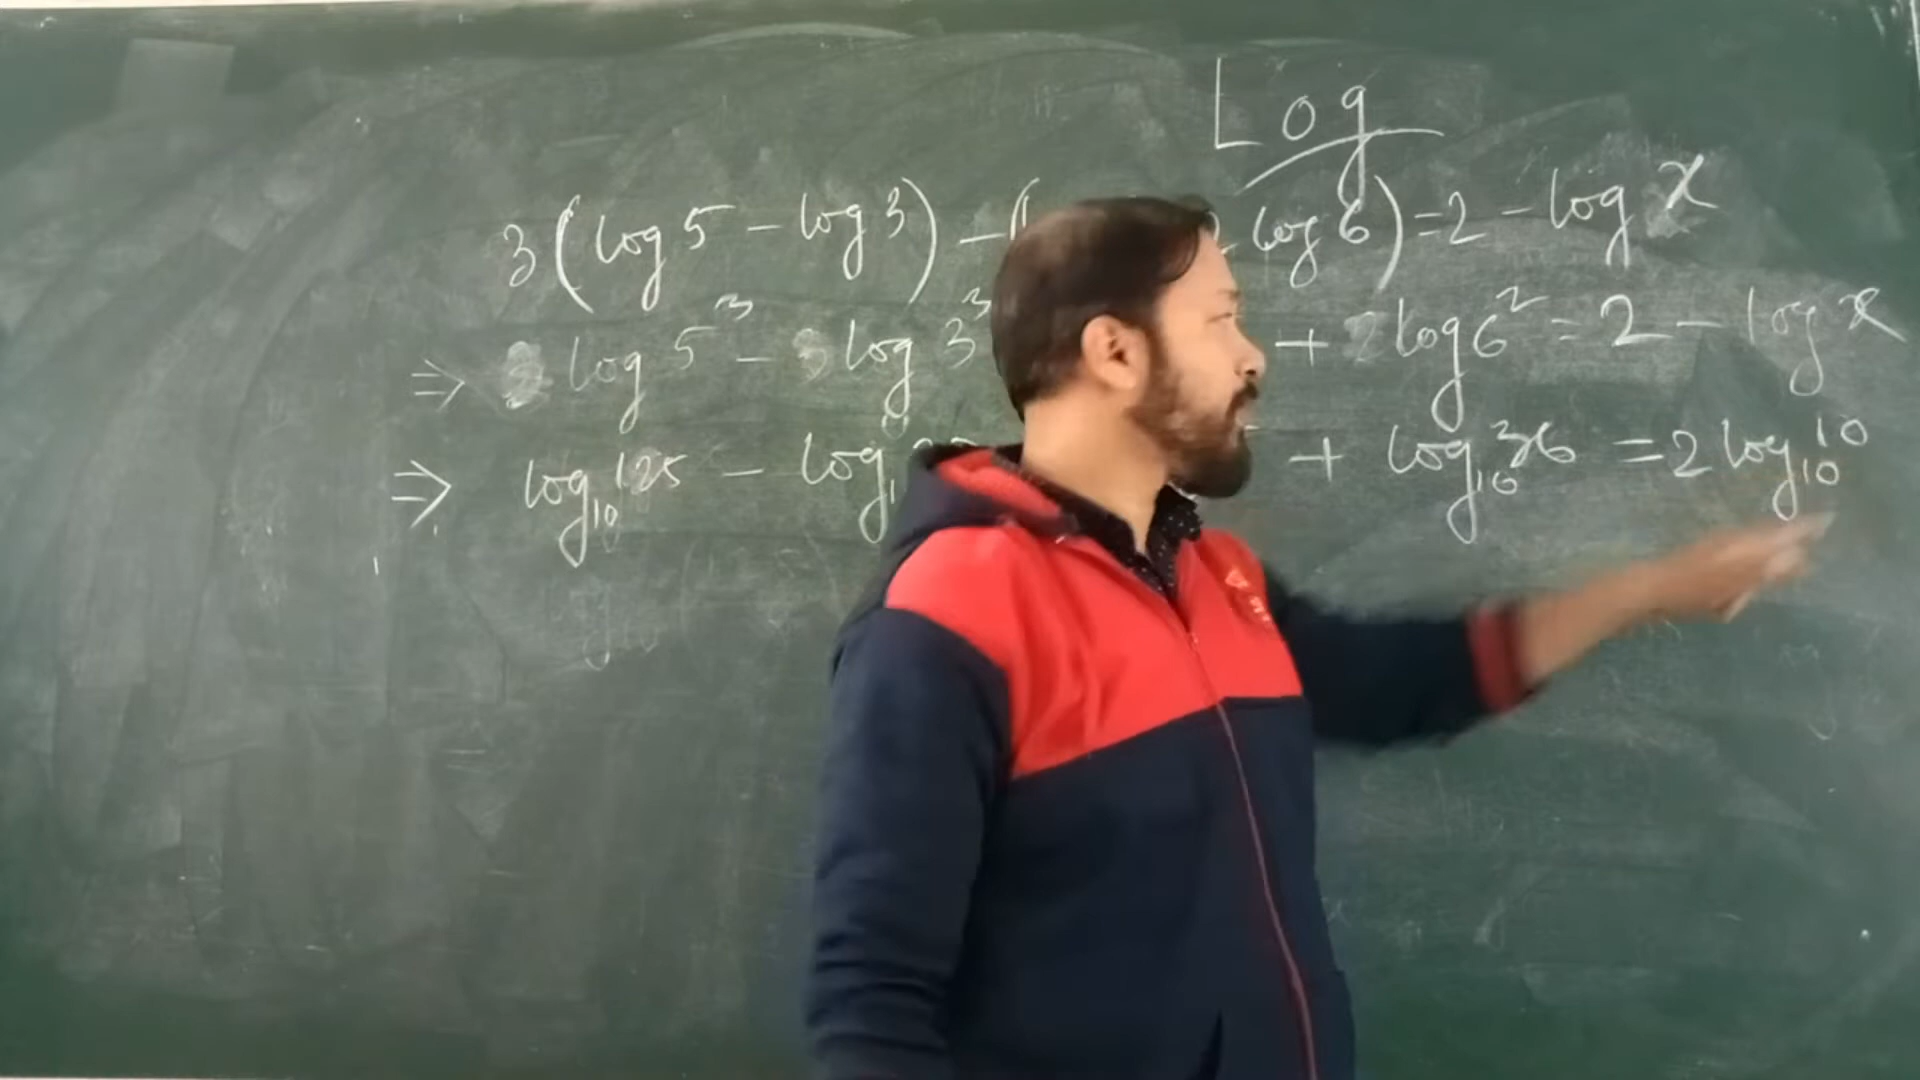 Log
3(log 5 - log 3) - ( 2 log 6) = 2 - log x
⇒ log 5³ - log 3³ + log 6² = 2 - log x
⇒ log₁₀ 125 - log + log₁₀ 36 = 2 log₁₀ 10